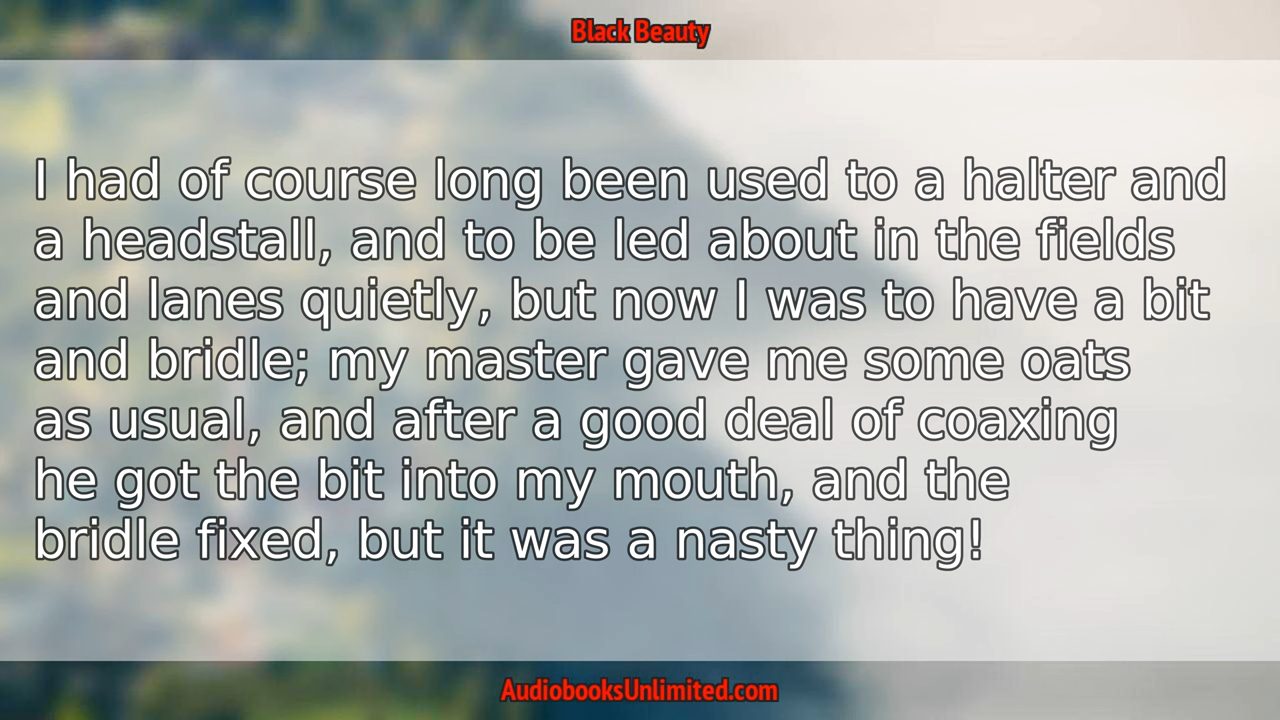 Black Beauty
I had of course long been used to a halter and
a headstall, and to be led about in the fields
and lanes quietly, but now I was to have a bit
and bridle; my master gave me some oats
as usual, and after a good deal of coaxing
he got the bit into my mouth, and the
bridle fixed, but it was a nasty thing!
AudiobooksUnlimited.com